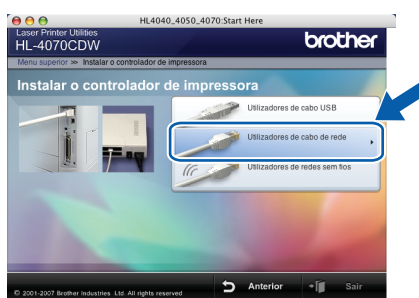 HL4040_4050_4070:Start Here
Laser Printer Utilities
HL-4070CDW
brother
Menu superior >> Instalar o controlador de impressora
Instalar o controlador de impressora
Utilizadores de cabo USB
Utilizadores de cabo de rede
Utilizadores de redes sem fios
© 2001-2007 Brother Industries Ltd. All rights reserved
Anterior
Sair